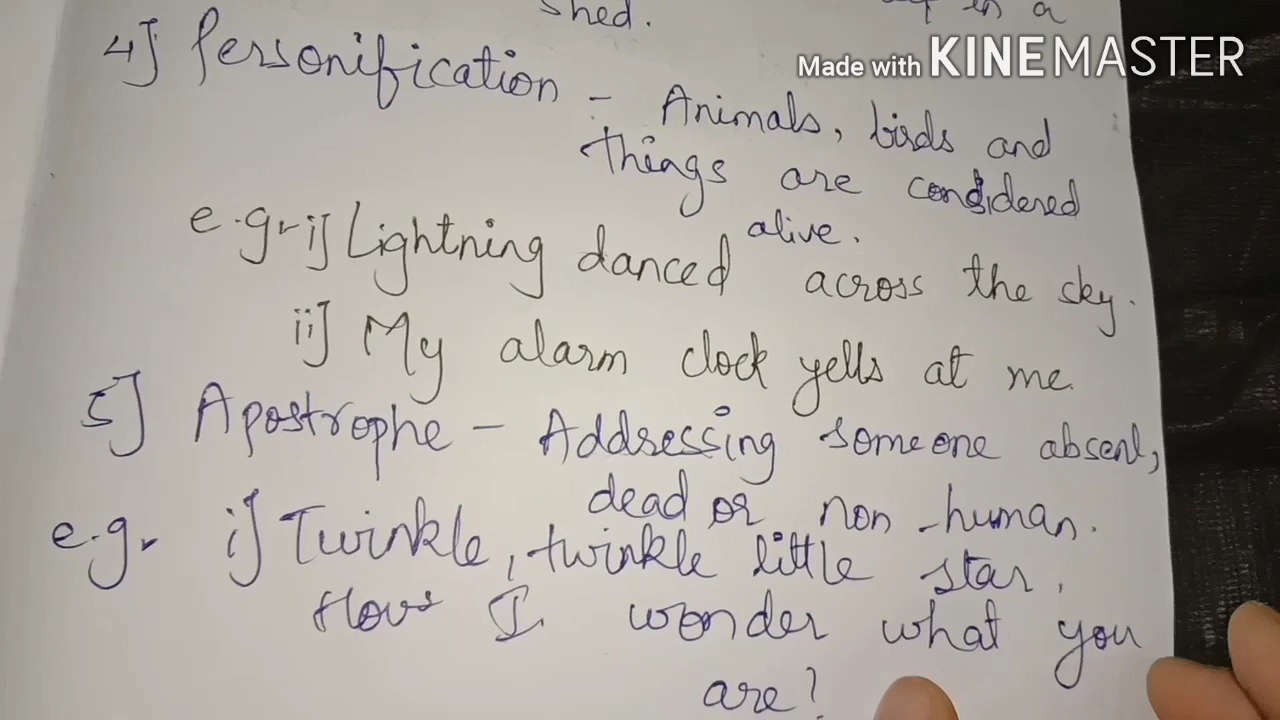 shed. in a
Made with KINEMASTER
4] Personification - Animals, birds and
things are considered
alive.
e.g. i] Lightning danced across the sky.
ii] My alarm clock yells at me.
5] Apostrophe - Addressing someone absent,
dead or non-human.
e.g. i] Twinkle, twinkle little star,
How I wonder what you
are?